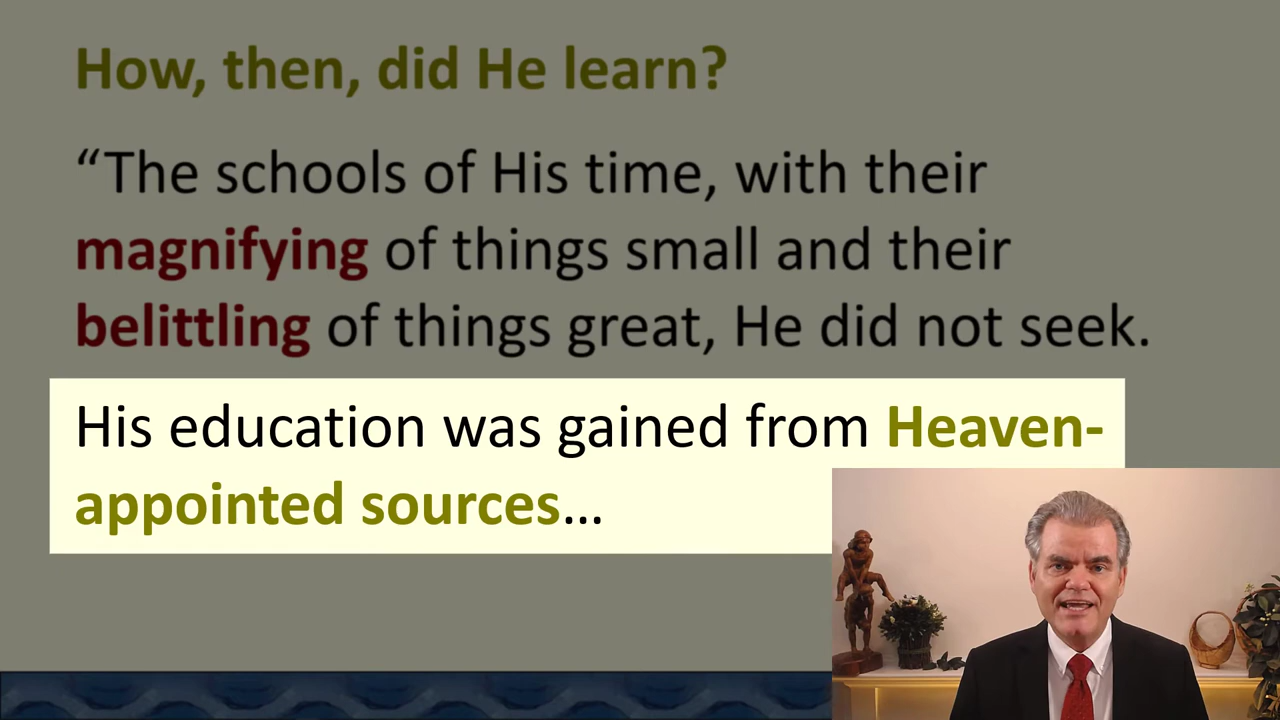 How, then, did He learn?
“The schools of His time, with their
magnifying of things small and their
belittling of things great, He did not seek.
His education was gained from Heaven-
appointed sources…